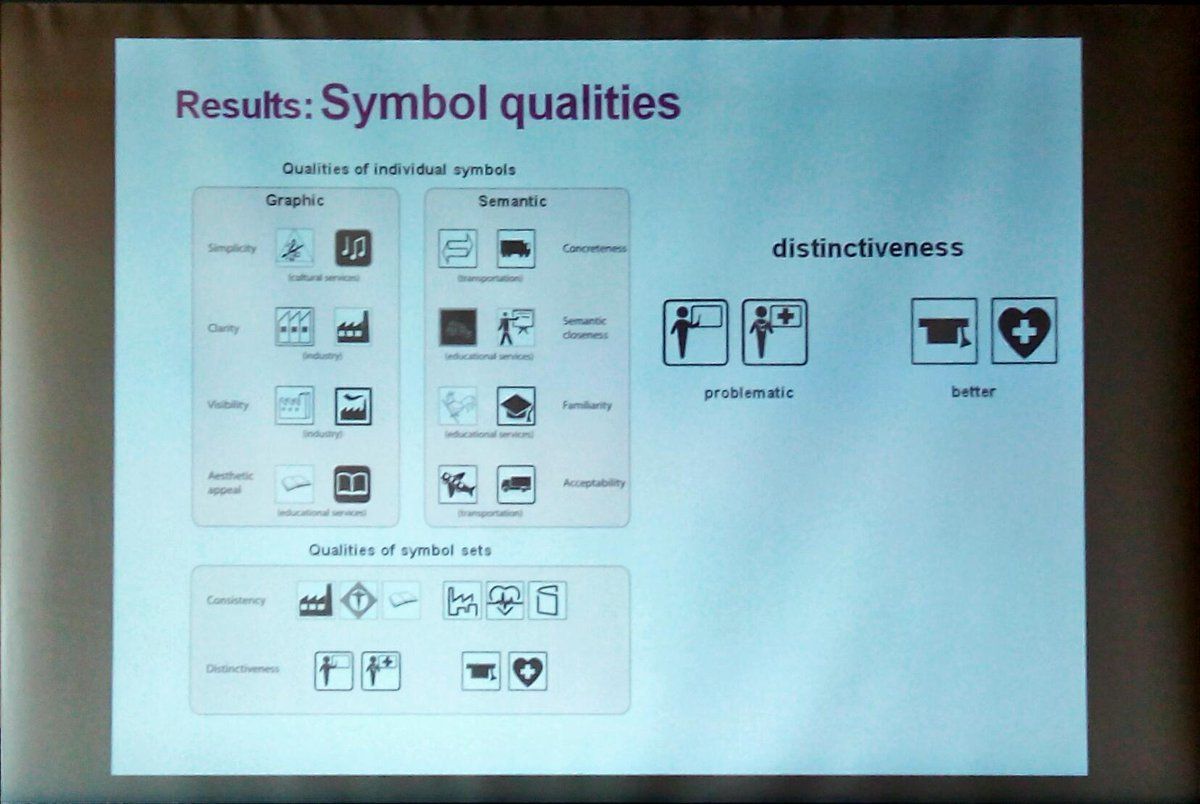 Results: Symbol qualities
Qualities of individual symbols
Graphic
Simplicity
(cultural services)
Clarity
(industry)
Visibility
(industry)
Aesthetic
appeal
(educational services)
Semantic
Concreteness
(transportation)
Semantic
closeness
(educational services)
Familiarity
(educational services)
Acceptability
(transportation)
Qualities of symbol sets
Consistency
Distinctiveness
distinctiveness
problematic
better